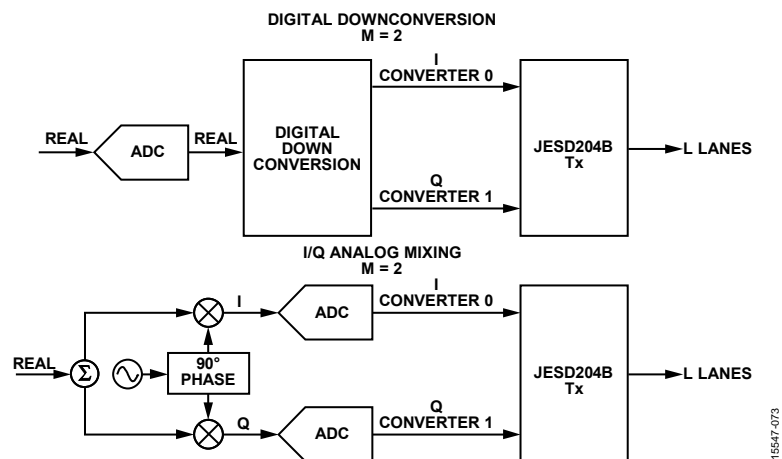 DIGITAL DOWNCONVERSION
M = 2
I
CONVERTER 0
REAL
ADC
REAL
DIGITAL
DOWN
CONVERSION
JESD204B
Tx
L LANES
Q
CONVERTER 1
I/Q ANALOG MIXING
M = 2
I
ADC
I
CONVERTER 0
REAL
Σ
90°
PHASE
JESD204B
Tx
L LANES
Q
ADC
Q
CONVERTER 1
15547-073